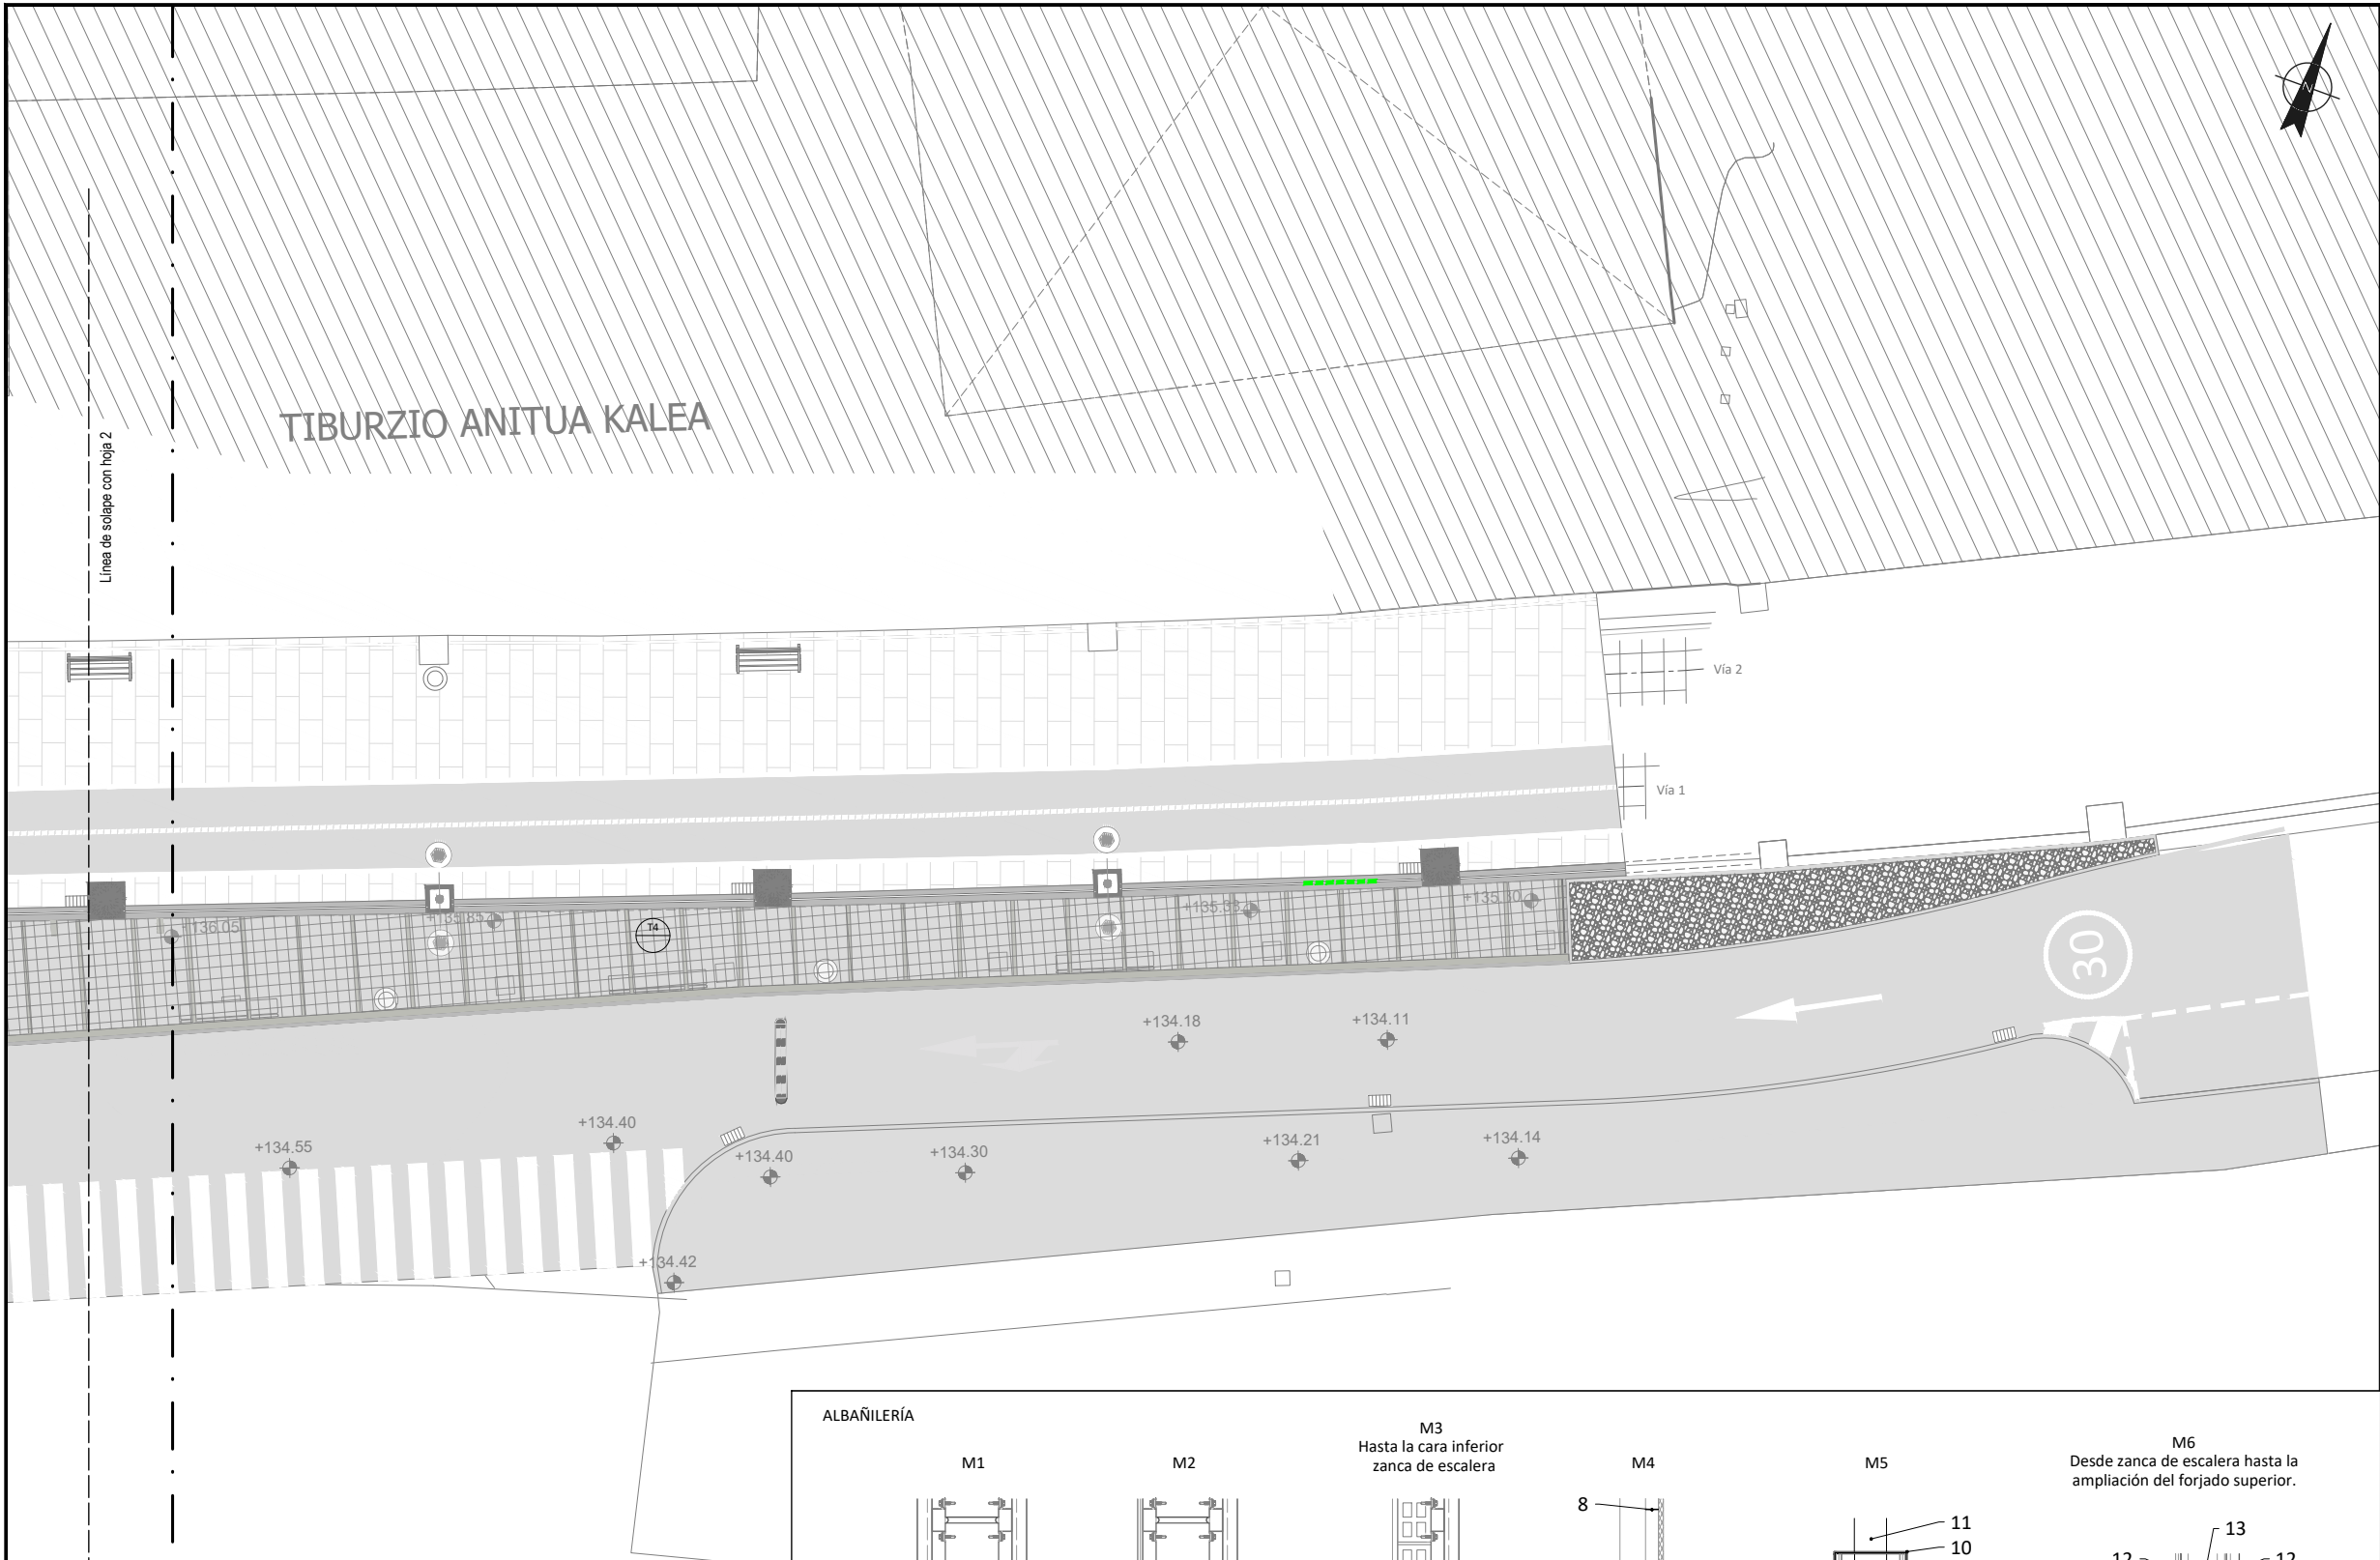 N
TIBURZIO ANITUA KALEA
Línea de solape con hoja 2
Vía 2
Vía 1
+136.05
+135.85
T4
+135.38
+135.30
30
+134.18
+134.11
+134.55
+134.40
+134.40
+134.30
+134.21
+134.14
+134.42
ALBAÑILERÍA
M1
M2
M3
Hasta la cara inferior
zanca de escalera
M4
M5
M6
Desde zanca de escalera hasta la
ampliación del forjado superior.
8
11
10
13
12
12